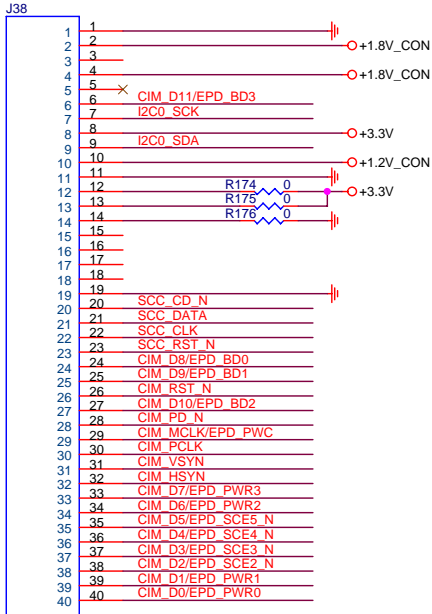 J38
1 1
2 2 +1.8V_CON
3 3
4 4 +1.8V_CON
5 5
6 6 CIM_D11/EPD_BD3
7 7 I2C0_SCK
8 8 +3.3V
9 9 I2C0_SDA
10 10 +1.2V_CON
11 11
12 12 R174 0 +3.3V
13 13 R175 0
14 14 R176 0
15 15
16 16
17 17
18 18
19 19
20 20 SCC_CD_N
21 21 SCC_DATA
22 22 SCC_CLK
23 23 SCC_RST_N
24 24 CIM_D8/EPD_BD0
25 25 CIM_D9/EPD_BD1
26 26 CIM_RST_N
27 27 CIM_D10/EPD_BD2
28 28 CIM_PD_N
29 29 CIM_MCLK/EPD_PWC
30 30 CIM_PCLK
31 31 CIM_VSYN
32 32 CIM_HSYN
33 33 CIM_D7/EPD_PWR3
34 34 CIM_D6/EPD_PWR2
35 35 CIM_D5/EPD_SCE5_N
36 36 CIM_D4/EPD_SCE4_N
37 37 CIM_D3/EPD_SCE3_N
38 38 CIM_D2/EPD_SCE2_N
39 39 CIM_D1/EPD_PWR1
40 40 CIM_D0/EPD_PWR0